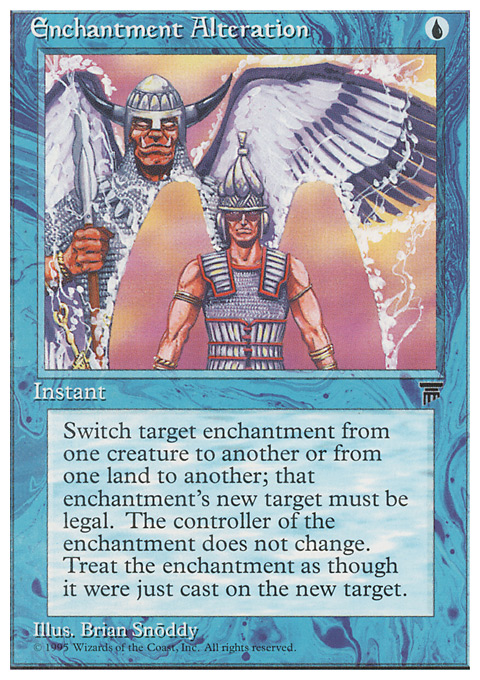 Enchantment Alteration
Instant
Switch target enchantment from
one creature to another or from
one land to another; that
enchantment's new target must be
legal. The controller of the
enchantment does not change.
Treat the enchantment as though
it were just cast on the new target.
Illus. Brian Snōddy
© 1995 Wizards of the Coast, Inc. All rights reserved.